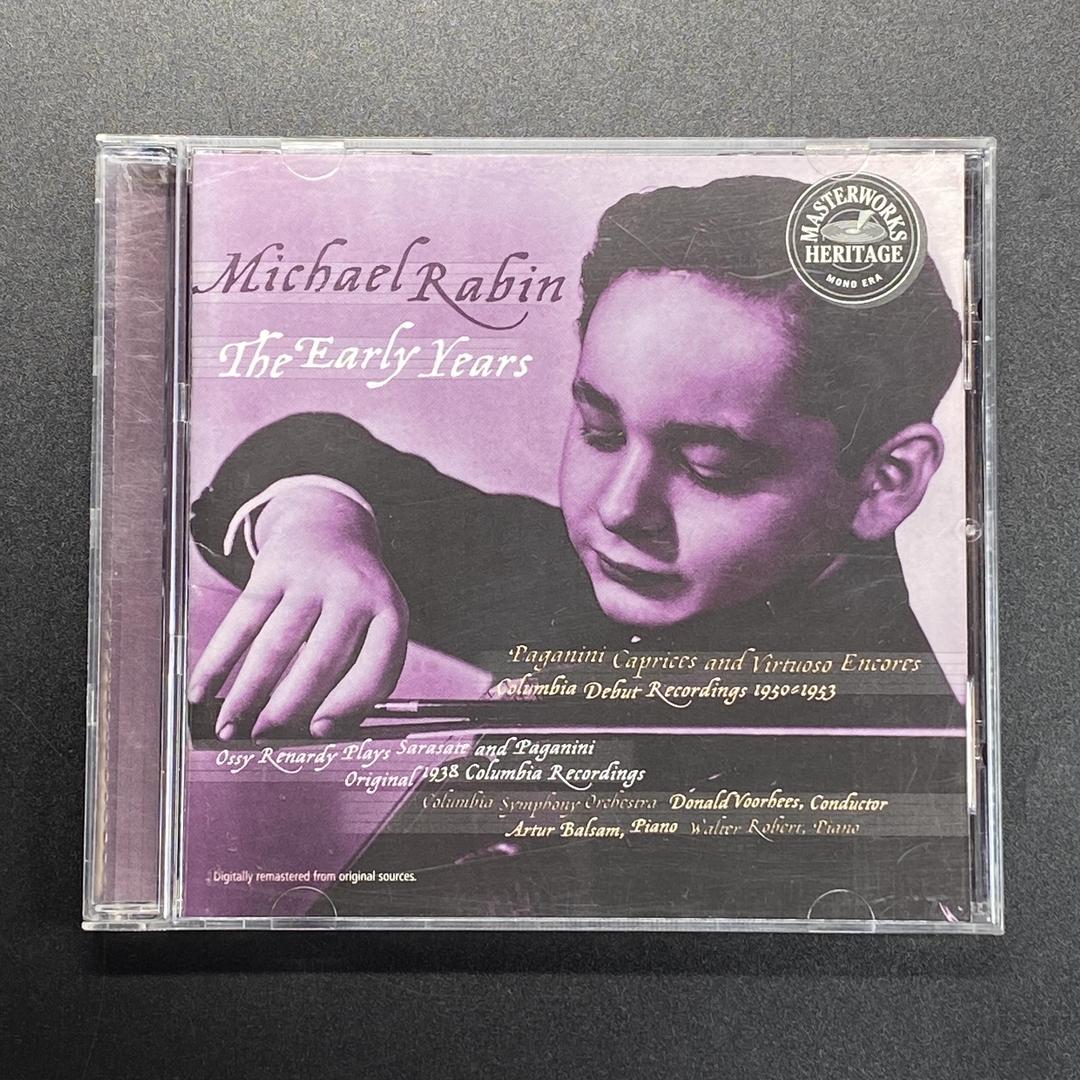 MASTERWORKS
HERITAGE
MONO ERA
Michael Rabin
The Early Years
Paganini Caprices and Virtuoso Encores
Columbia Debut Recordings 1950-1953
Ossy Renardy Plays Sarasate and Paganini
Original 1938 Columbia Recordings
Columbia Symphony Orchestra Donald Voorhees, Conductor
Artur Balsam, Piano Walter Robert, Piano
Digitally remastered from original sources.